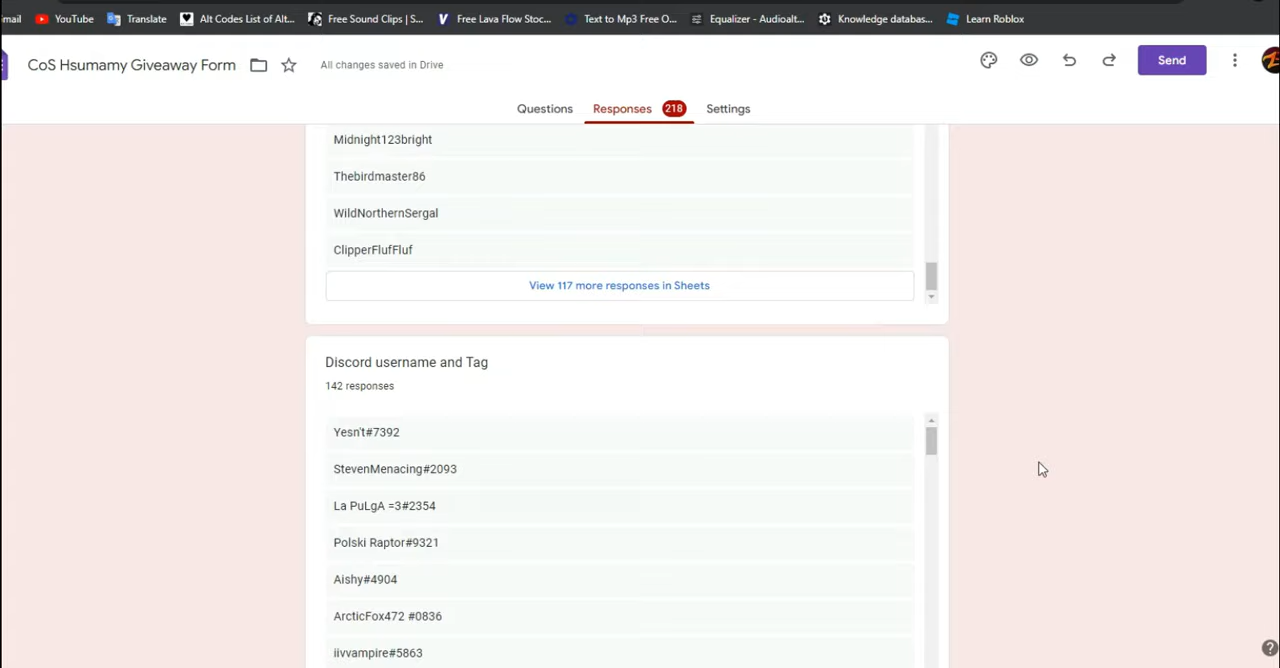 mail YouTube Translate Alt Codes List of Alt... Free Sound Clips | S... Free Lava Flow Stoc... Text to Mp3 Free O... Equalizer - Audioalt... Knowledge databas... Learn Roblox
CoS Hsumamy Giveaway Form All changes saved in Drive Send
Questions Responses 218 Settings
Midnight123bright
Thebirdmaster86
WildNorthernSergal
ClipperFlufFluf
View 117 more responses in Sheets
Discord username and Tag
142 responses
Yesn't#7392
StevenMenacing#2093
La PuLgA =3#2354
Polski Raptor#9321
Aishy#4904
ArcticFox472 #0836
iivvampire#5863